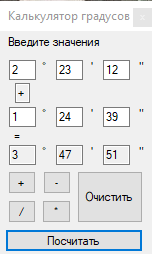 Калькулятор градусов x
Введите значения
2 ° 23 ' 12 "
+
1 ° 24 ' 39 "
=
3 ° 47 ' 51 "
+ -
Очистить
/ *
Посчитать